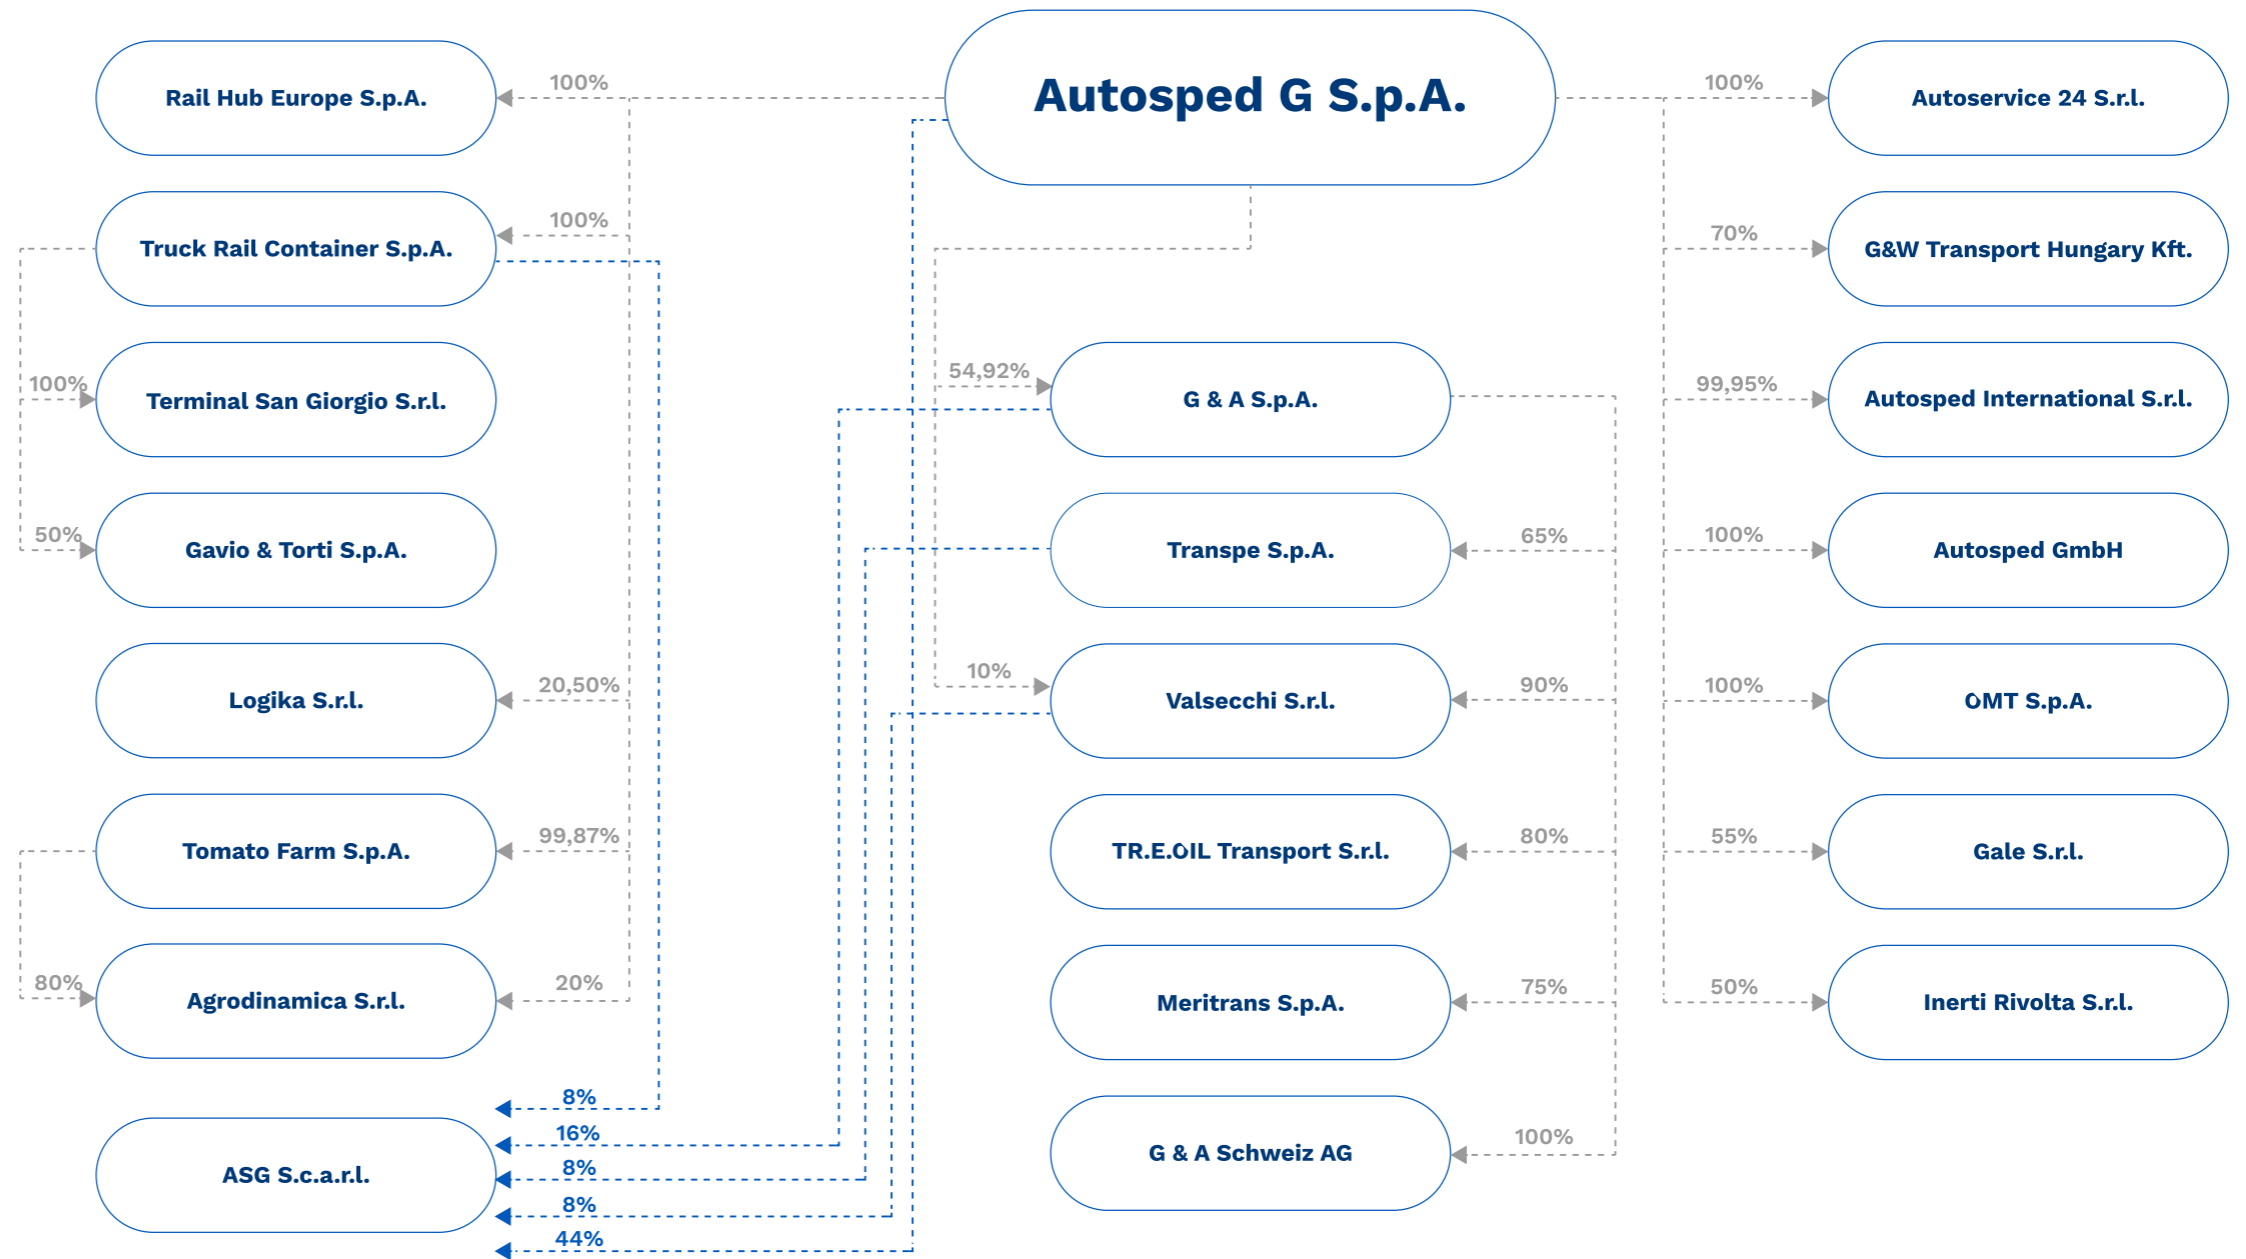 Autosped G S.p.A.
100%
Rail Hub Europe S.p.A.
100%
Truck Rail Container S.p.A.
100%
Terminal San Giorgio S.r.l.
50%
Gavio & Torti S.p.A.
20,50%
Logika S.r.l.
99,87%
Tomato Farm S.p.A.
80%
20%
Agrodinamica S.r.l.
8%
16%
8%
8%
44%
ASG S.c.a.r.l.
54,92%
G & A S.p.A.
65%
Transpe S.p.A.
10%
90%
Valsecchi S.r.l.
80%
TR.E.OIL Transport S.r.l.
75%
Meritrans S.p.A.
100%
G & A Schweiz AG
100%
Autoservice 24 S.r.l.
70%
G&W Transport Hungary Kft.
99,95%
Autosped International S.r.l.
100%
Autosped GmbH
100%
OMT S.p.A.
55%
Gale S.r.l.
50%
Inerti Rivolta S.r.l.